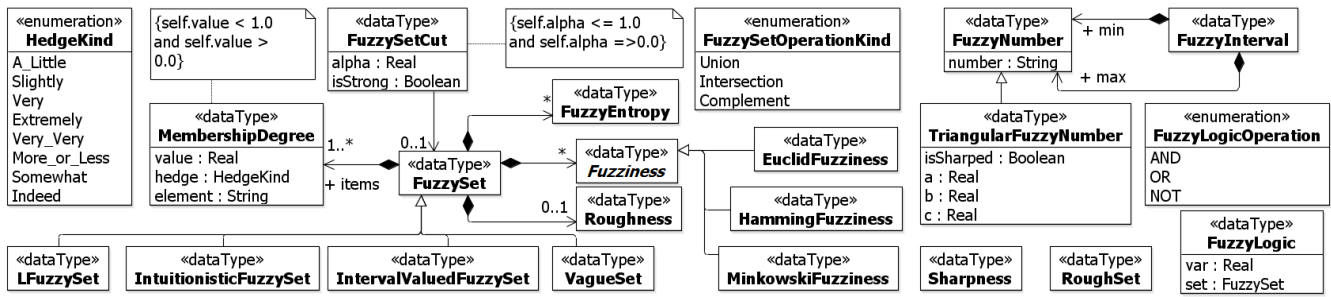 «enumeration»
HedgeKind
A_Little
Slightly
Very
Extremely
Very_Very
More_or_Less
Somewhat
Indeed
{self.value < 1.0
and self.value >
0.0}
«dataType»
FuzzySetCut
alpha : Real
isStrong : Boolean
{self.alpha <= 1.0
and self.alpha =>0.0}
«enumeration»
FuzzySetOperationKind
Union
Intersection
Complement
«dataType»
FuzzyNumber
number : String
+ min
+ max
«dataType»
FuzzyInterval
«dataType»
MembershipDegree
value : Real
hedge : HedgeKind
element : String
1..*
+ items
0..1
«dataType»
FuzzySet
*
«dataType»
FuzzyEntropy
*
«dataType»
Fuzziness
0..1
«dataType»
Roughness
«dataType»
EuclidFuzziness
«dataType»
HammingFuzziness
«dataType»
MinkowskiFuzziness
«dataType»
TriangularFuzzyNumber
isSharped : Boolean
a : Real
b : Real
c : Real
«enumeration»
FuzzyLogicOperation
AND
OR
NOT
«dataType»
FuzzyLogic
var : Real
set : FuzzySet
«dataType»
LFuzzySet
«dataType»
IntuitionisticFuzzySet
«dataType»
IntervalValuedFuzzySet
«dataType»
VagueSet
«dataType»
Sharpness
«dataType»
RoughSet